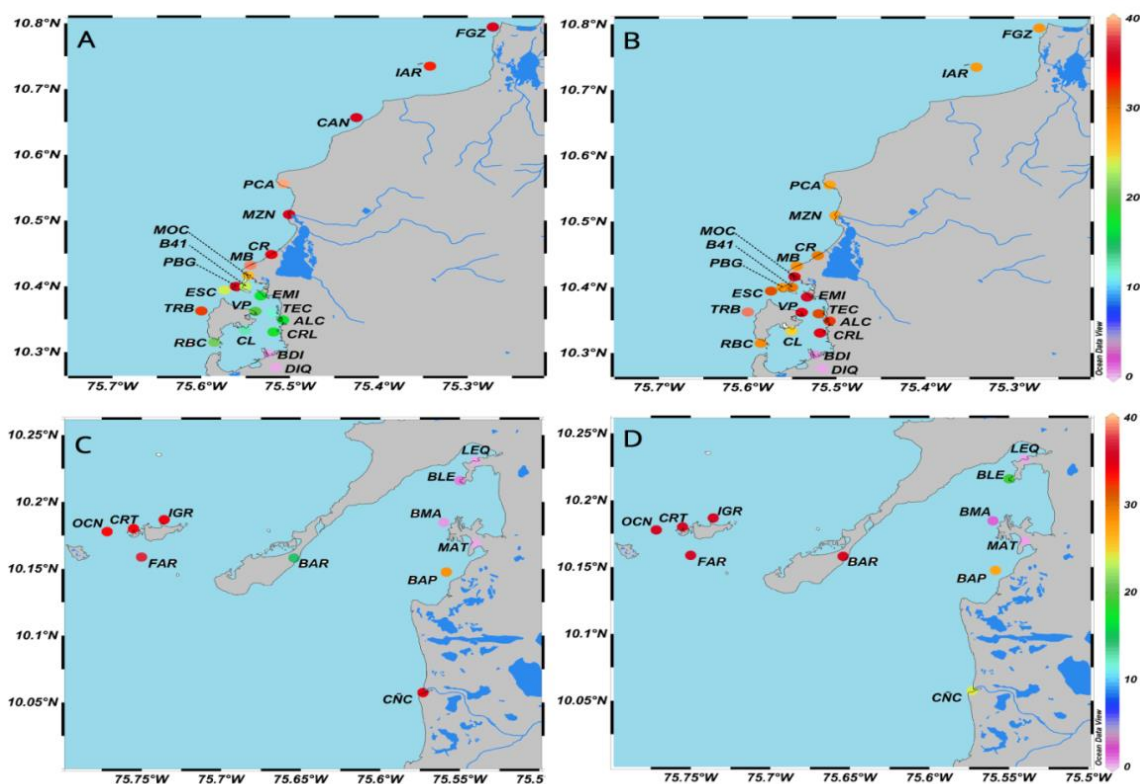 A
10.8°N
10.7°N
10.6°N
10.5°N
10.4°N
10.3°N
FGZ
IAR
CAN
PCA
MZN
MOC
B41
PBG
CR
MB
ESC
EMI
TRB
VP
TEC
ALC
RBC
CL
CRL
BDI
DIQ
75.7°W
75.6°W
75.5°W
75.4°W
75.3°W
B
10.8°N
10.7°N
10.6°N
10.5°N
10.4°N
10.3°N
FGZ
IAR
PCA
MZN
MOC
B41
PBG
CR
MB
ESC
EMI
TRB
VP
TEC
ALC
RBC
CL
CRL
BDI
DIQ
75.7°W
75.6°W
75.5°W
75.4°W
75.3°W
40
30
20
10
0
Ocean Data View
C
10.25°N
10.2°N
10.15°N
10.1°N
10.05°N
LEQ
BLE
OCN
CRT
IGR
BMA
MAT
FAR
BAR
BAP
CÑC
75.75°W
75.7°W
75.65°W
75.6°W
75.55°W
75.5
D
10.25°N
10.2°N
10.15°N
10.1°N
10.05°N
LEQ
BLE
OCN
CRT
IGR
BMA
MAT
FAR
BAR
BAP
CÑC
75.75°W
75.7°W
75.65°W
75.6°W
75.55°W
75.5°W
40
30
20
10
0
Ocean Data View